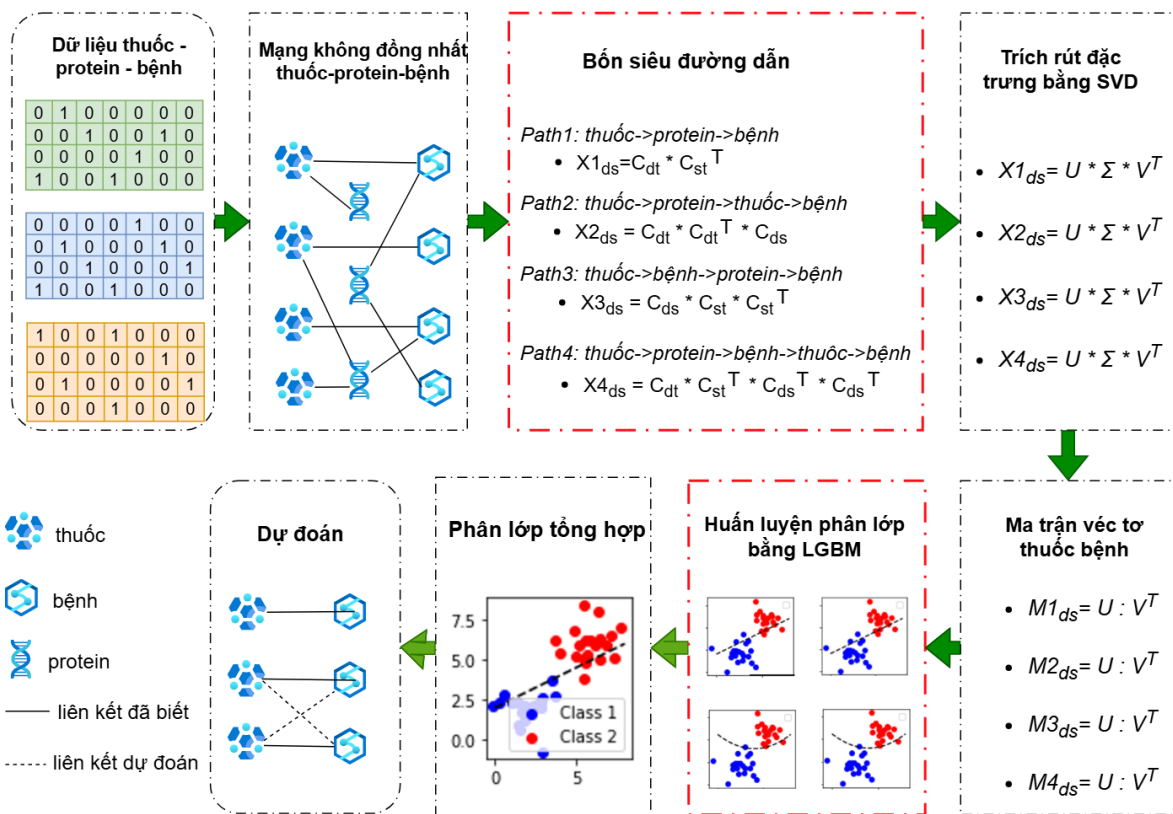 Dữ liệu thuốc -
protein - bệnh
0 1 0 0 0 0 0
0 0 1 0 0 1 0
0 0 0 0 1 0 0
1 0 0 1 0 0 0
0 0 0 0 1 0 0
0 1 0 0 0 1 0
0 0 1 0 0 0 1
1 0 0 1 0 0 0
1 0 0 1 0 0 0
0 0 0 0 0 1 0
0 1 0 0 0 0 1
0 0 0 1 0 0 0
Mạng không đồng nhất
thuốc-protein-bệnh
Bốn siêu đường dẫn
Path1: thuốc->protein->bệnh
• X1ds=Cdt * Cst T
Path2: thuốc->protein->thuốc->bệnh
• X2ds = Cdt * Cdt T * Cds
Path3: thuốc->bệnh->protein->bệnh
• X3ds = Cds * Cst * Cst T
Path4: thuốc->protein->bệnh->thuôc->bệnh
• X4ds = Cdt * Cst T * Cds T * Cds T
Trích rút đặc
trưng bằng SVD
• X1ds= U * Σ * VT
• X2ds= U * Σ * VT
• X3ds= U * Σ * VT
• X4ds= U * Σ * VT
thuốc
bệnh
protein
liên kết đã biết
liên kết dự đoán
Dự đoán
Phân lớp tổng hợp
7.5
5.0
2.5
0.0
0 5
Class 1
Class 2
Huấn luyện phân lớp
bằng LGBM
Ma trận véc tơ
thuốc bệnh
• M1ds= U : VT
• M2ds= U : VT
• M3ds= U : VT
• M4ds= U : VT